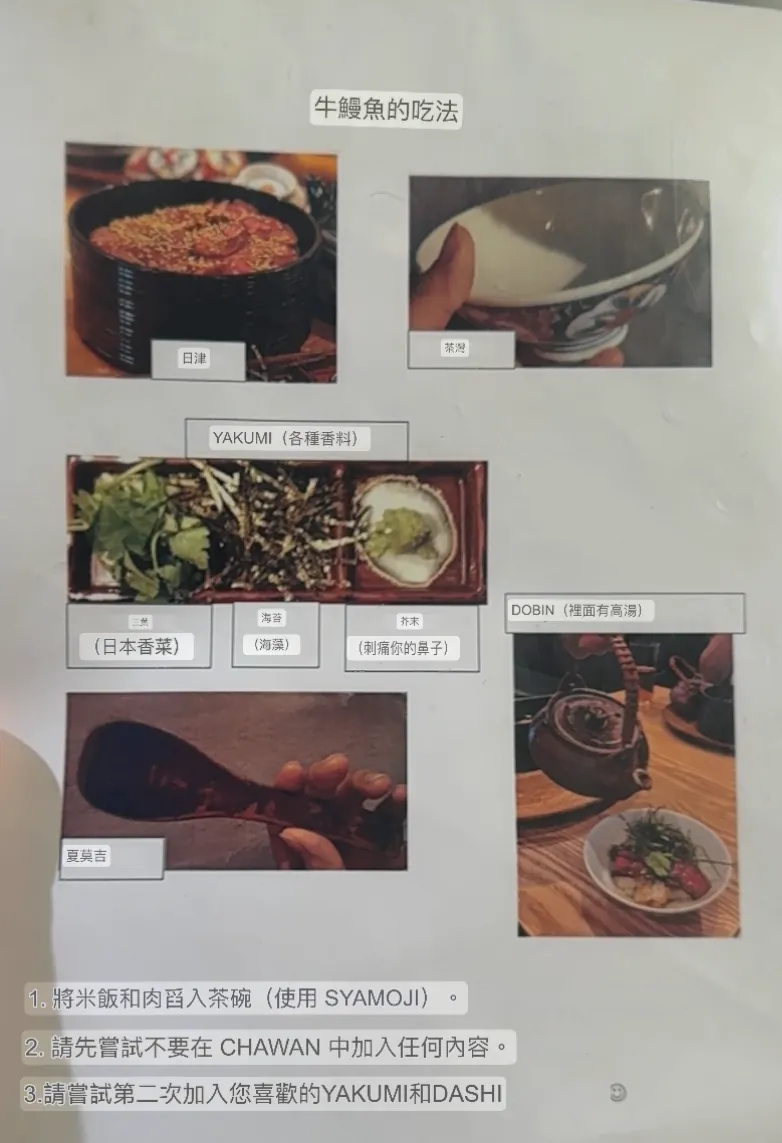 牛鰻魚的吃法
日津
茶灣
YAKUMI（各種香料）
三葉
（日本香菜）
海苔
（海藻）
芥末
（刺痛你的鼻子）
DOBIN（裡面有高湯）
夏莫吉
1. 將米飯和肉舀入茶碗（使用 SYAMOJI）。
2. 請先嘗試不要在 CHAWAN 中加入任何內容。
3.請嘗試第二次加入您喜歡的YAKUMI和DASHI